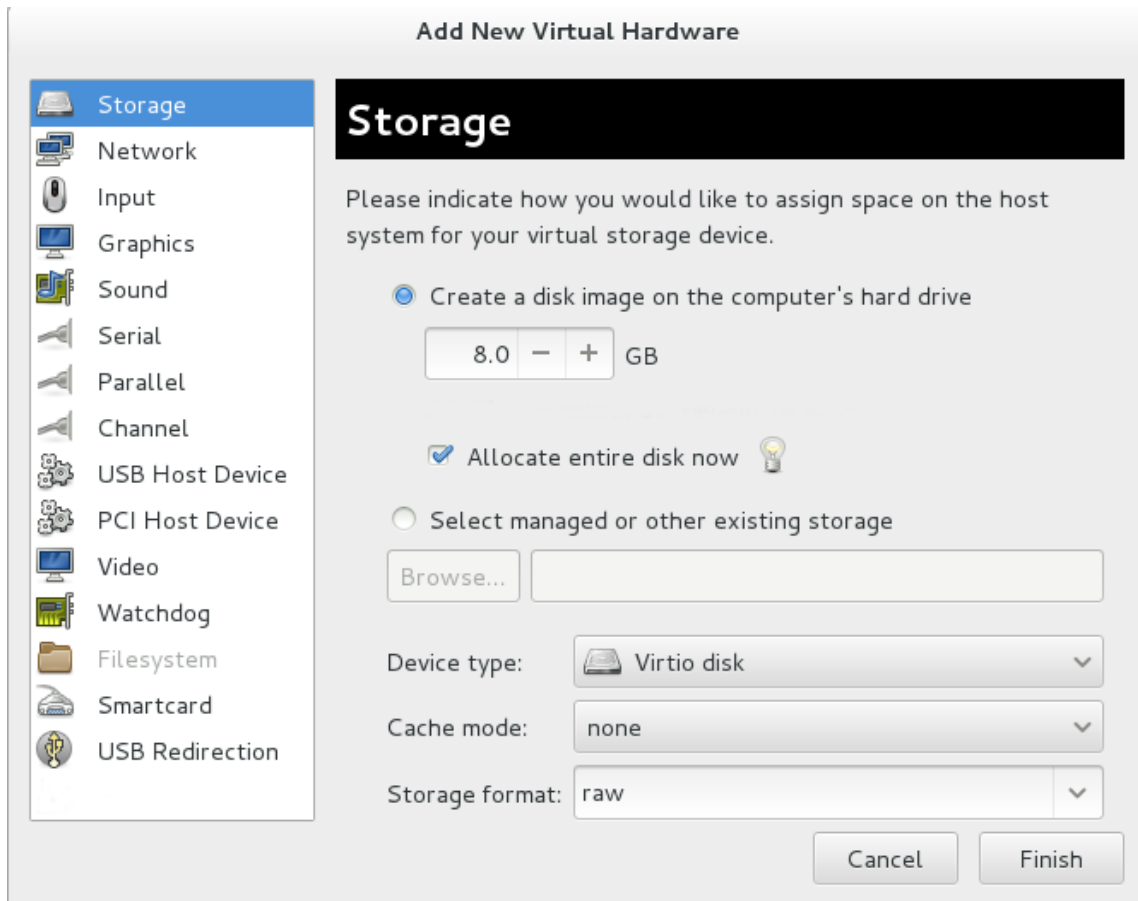 Add New Virtual Hardware
Storage
Network
Input
Graphics
Sound
Serial
Parallel
Channel
USB Host Device
PCI Host Device
Video
Watchdog
Filesystem
Smartcard
USB Redirection
Storage
Please indicate how you would like to assign space on the host
system for your virtual storage device.
Create a disk image on the computer's hard drive
8.0 − + GB
Allocate entire disk now
Select managed or other existing storage
Browse...
Device type: Virtio disk
Cache mode: none
Storage format: raw
Cancel Finish